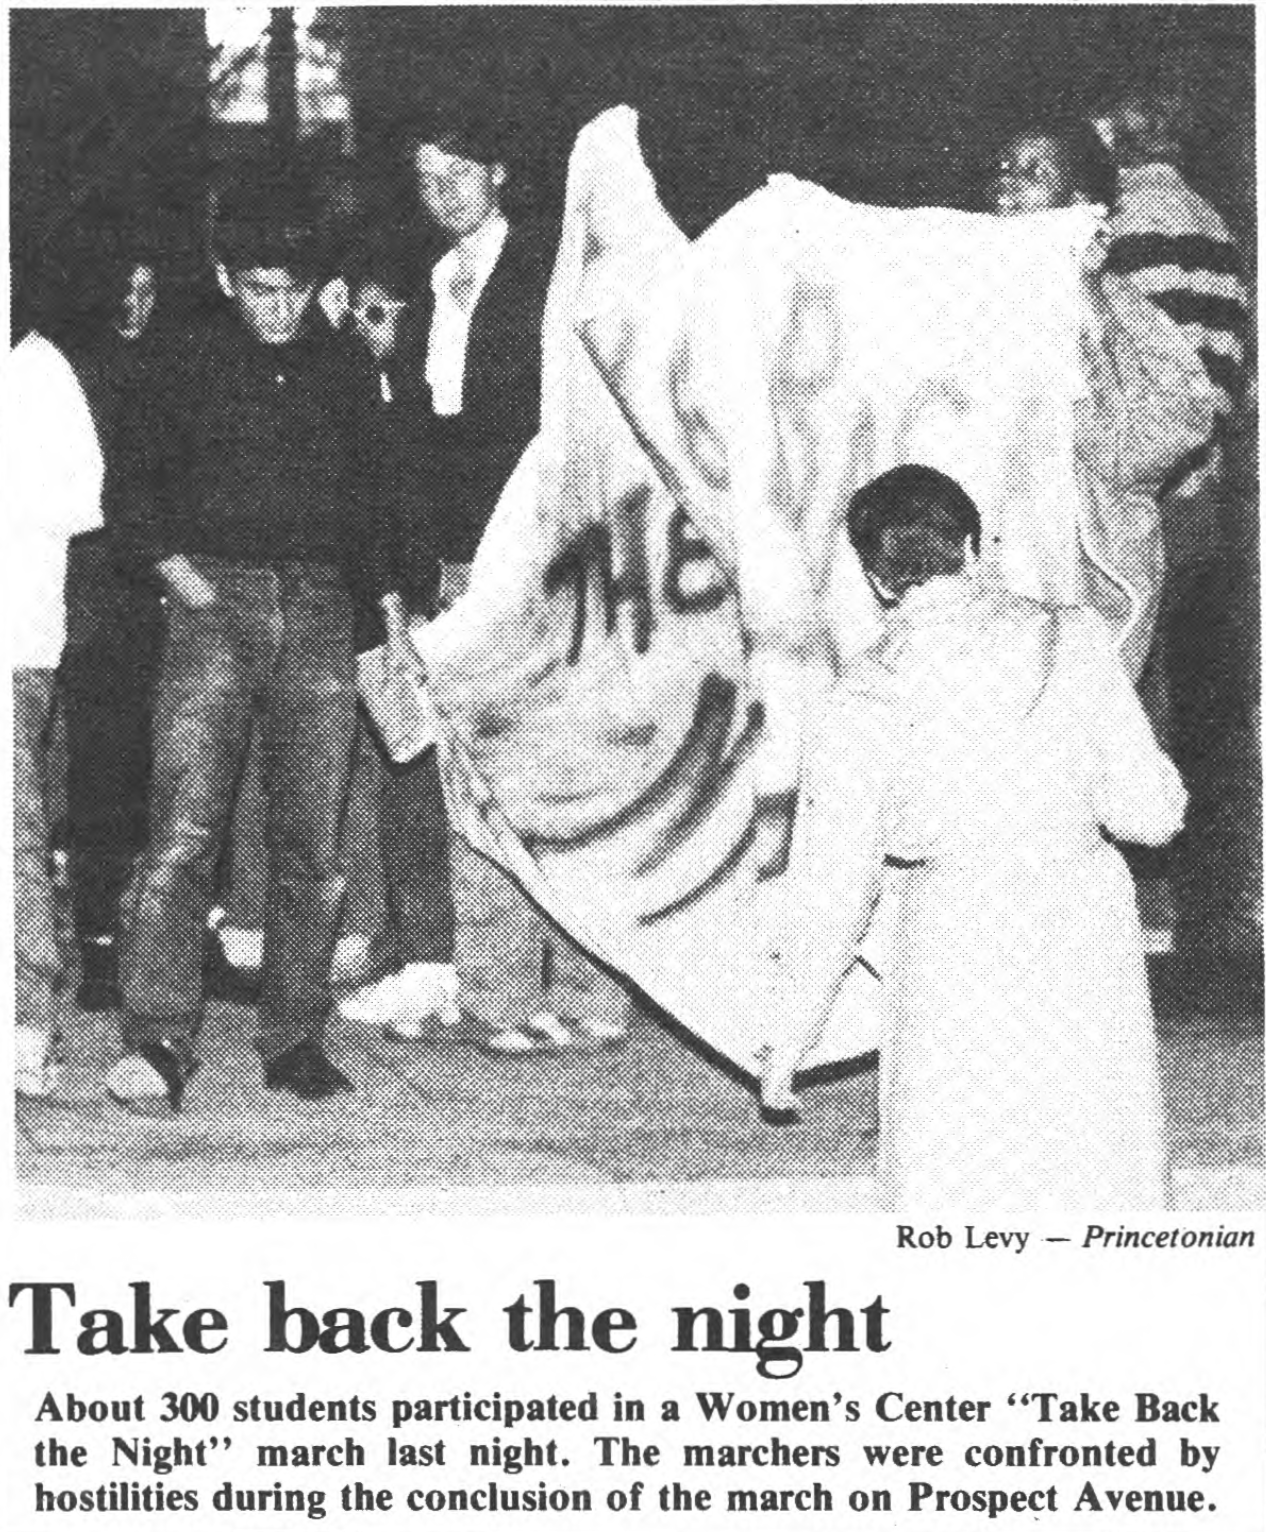 THE
Rob Levy — Princetonian
Take back the night
About 300 students participated in a Women's Center “Take Back
the Night” march last night. The marchers were confronted by
hostilities during the conclusion of the march on Prospect Avenue.